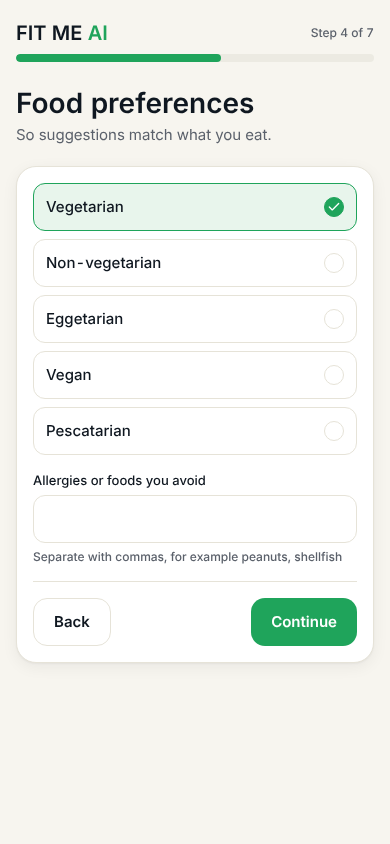 FIT ME AI
Step 4 of 7
Food preferences
So suggestions match what you eat.
Vegetarian
Non-vegetarian
Eggetarian
Vegan
Pescatarian
Allergies or foods you avoid
Separate with commas, for example peanuts, shellfish
Back
Continue